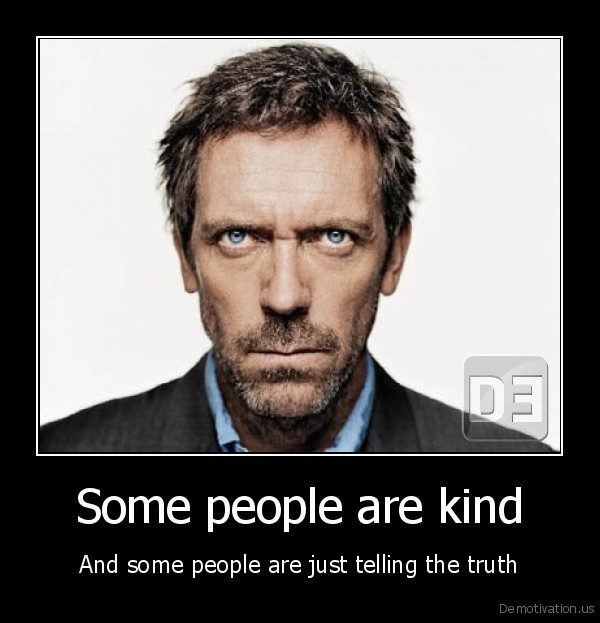 DE
Some people are kind
And some people are just telling the truth
Demotivation.us